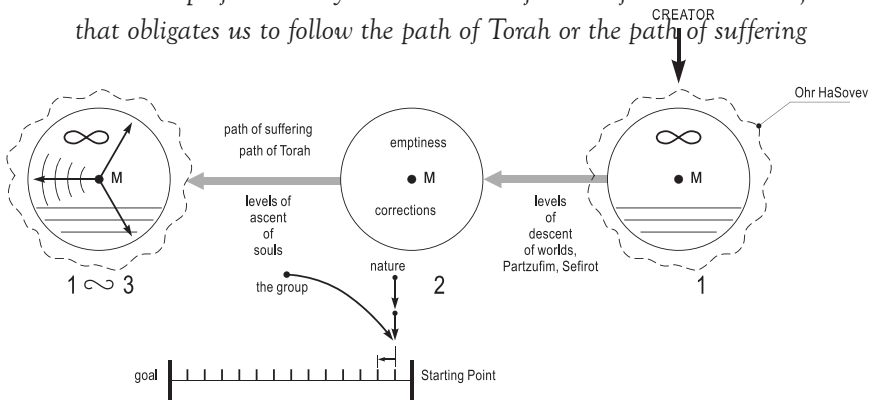 that obligates us to follow the path of Torah or the path of suffering
CREATOR
Ohr HaSovev
∞
M
path of suffering
path of Torah
levels of
ascent
of
souls
emptiness
M
corrections
levels
of
descent
of worlds,
Partzufim, Sefirot
∞
M
1 ∾ 3
the group
nature
2
1
goal
Starting Point